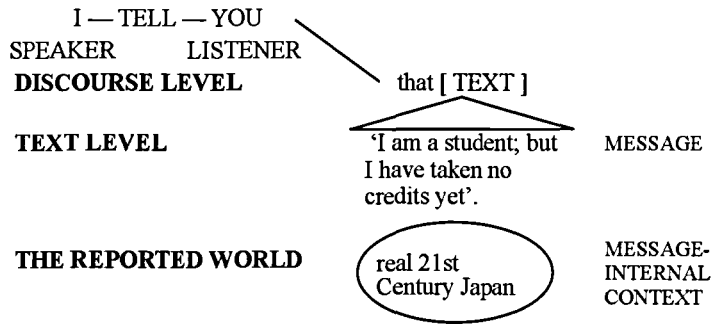 I — TELL — YOU
SPEAKER LISTENER
DISCOURSE LEVEL that [ TEXT ]
TEXT LEVEL 'I am a student; but MESSAGE
I have taken no
credits yet'.
MESSAGE-
THE REPORTED WORLD real 21st INTERNAL
Century Japan CONTEXT